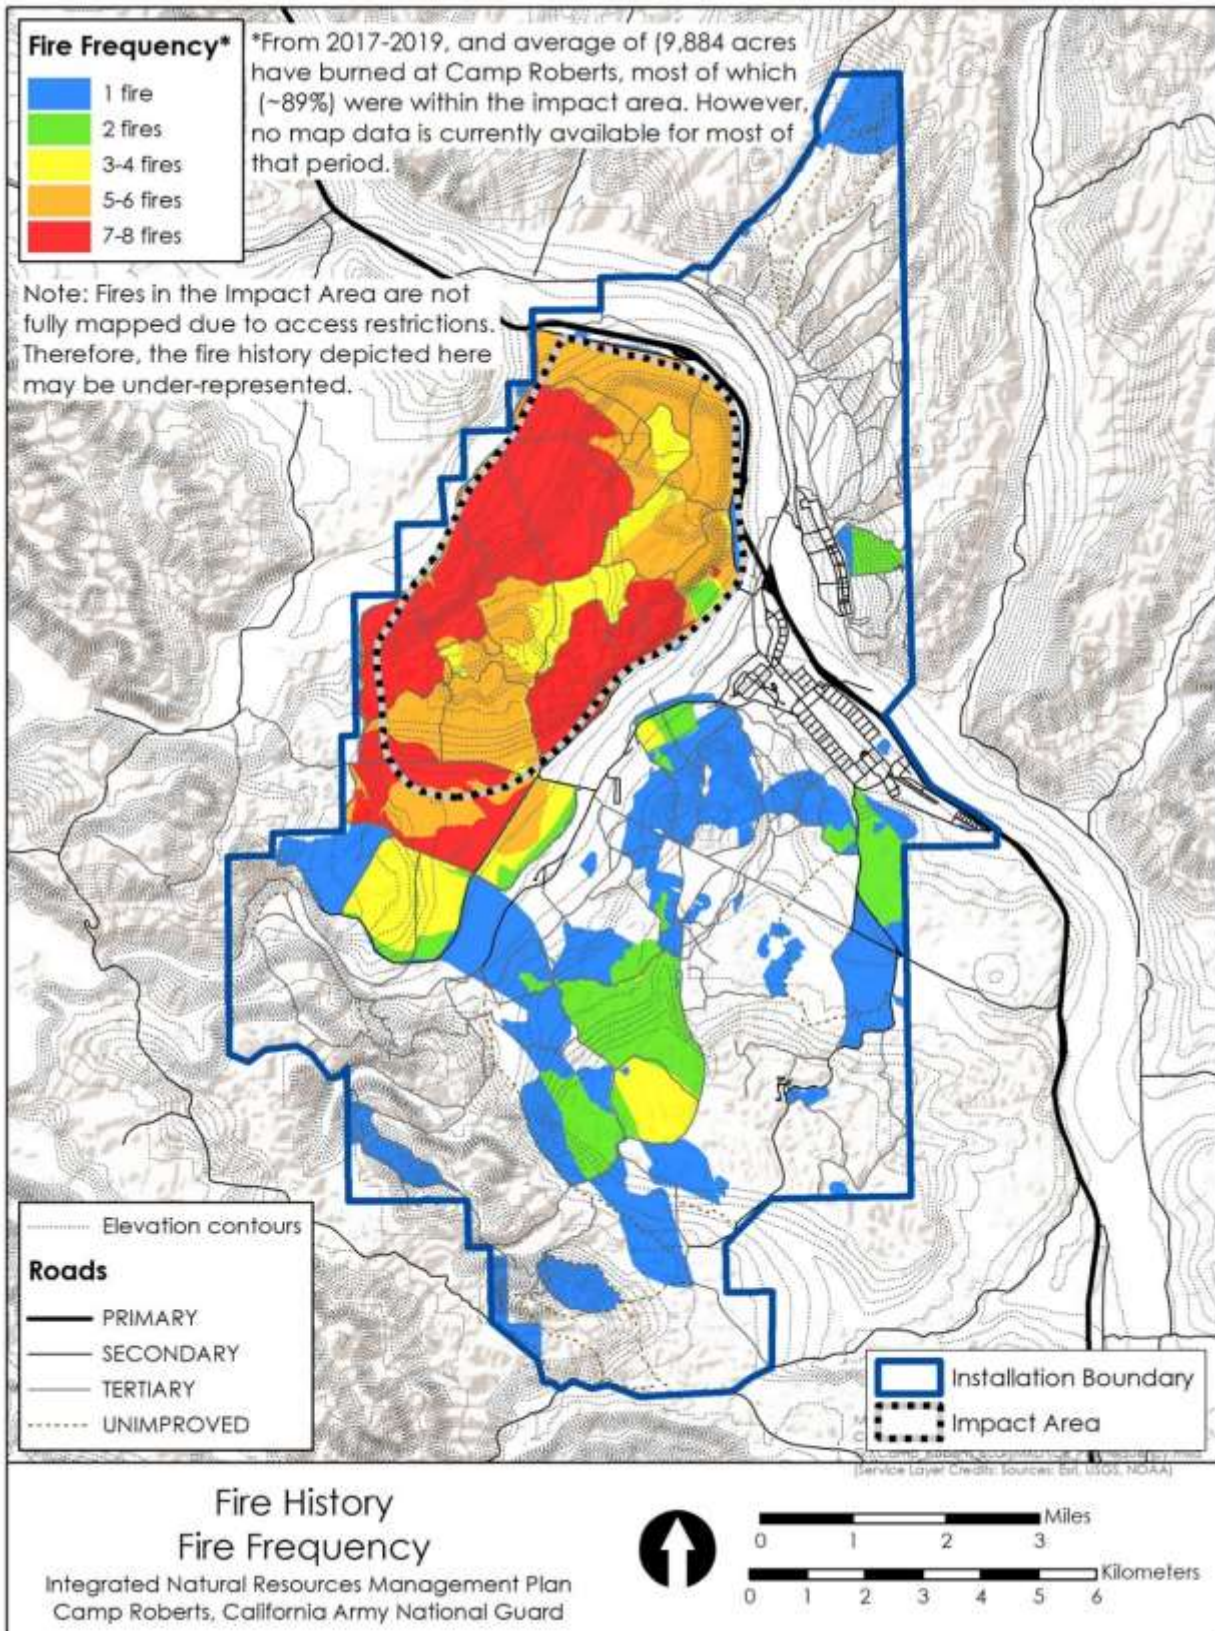 Fire Frequency*
1 fire
2 fires
3-4 fires
5-6 fires
7-8 fires
*From 2017-2019, and average of (9,884 acres
have burned at Camp Roberts, most of which
(~89%) were within the impact area. However,
no map data is currently available for most of
that period.
Note: Fires in the Impact Area are not
fully mapped due to access restrictions.
Therefore, the fire history depicted here
may be under-represented.
Elevation contours
Roads
PRIMARY
SECONDARY
TERTIARY
UNIMPROVED
Installation Boundary
Impact Area
(Service Layer Credits: Sources: Esri, USGS, NOAA)
Fire History
Fire Frequency
Integrated Natural Resources Management Plan
Camp Roberts, California Army National Guard
Miles
0 1 2 3
Kilometers
0 1 2 3 4 5 6